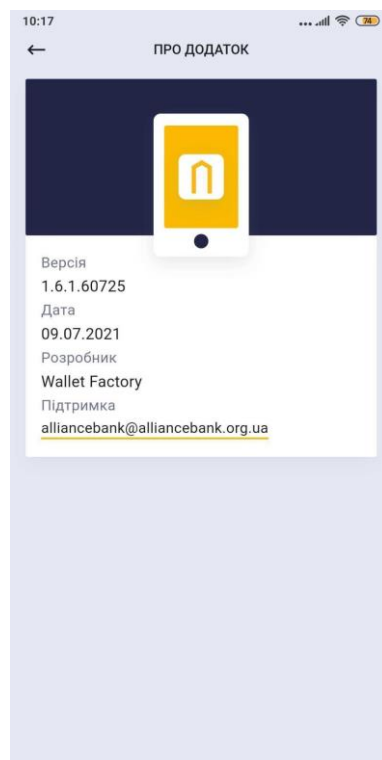 10:17
74
ПРО ДОДАТОК
Версія
1.6.1.60725
Дата
09.07.2021
Розробник
Wallet Factory
Підтримка
alliancebank@alliancebank.org.ua